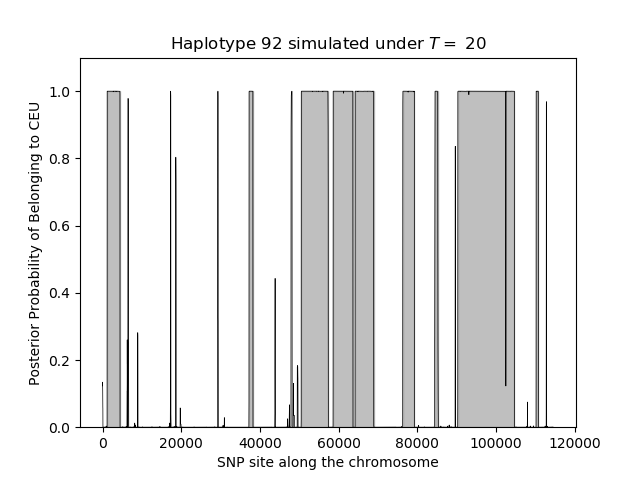 Haplotype 92 simulated under T = 20
Posterior Probability of Belonging to CEU
1.0
0.8
0.6
0.4
0.2
0.0
0 20000 40000 60000 80000 100000 120000
SNP site along the chromosome